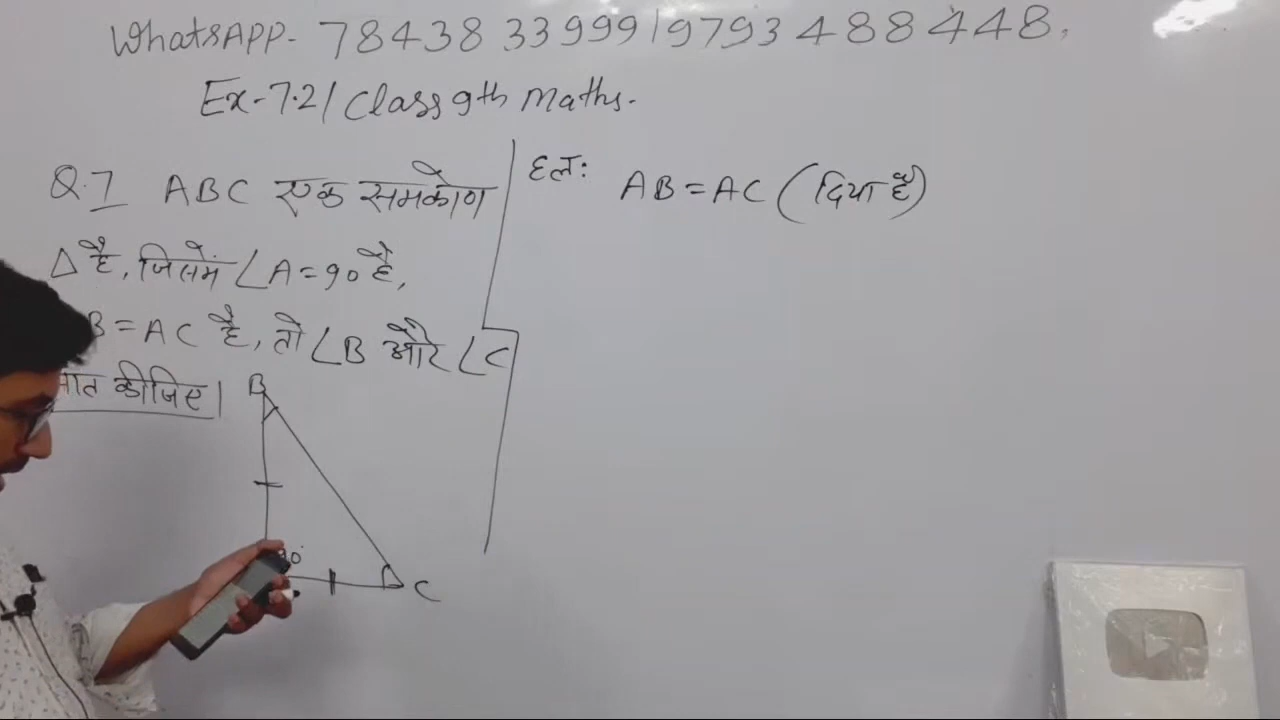 WhatsAPP- 7843833999/9793488448.
Ex-7.2/ Class 9th Maths.
Q.7 ABC एक समकोण
Δ है, जिसमें ∠A=90 है,
B=AC है, तो ∠B और ∠C
ज्ञात कीजिए।
हल: AB=AC (दिया है)
B
90°
C